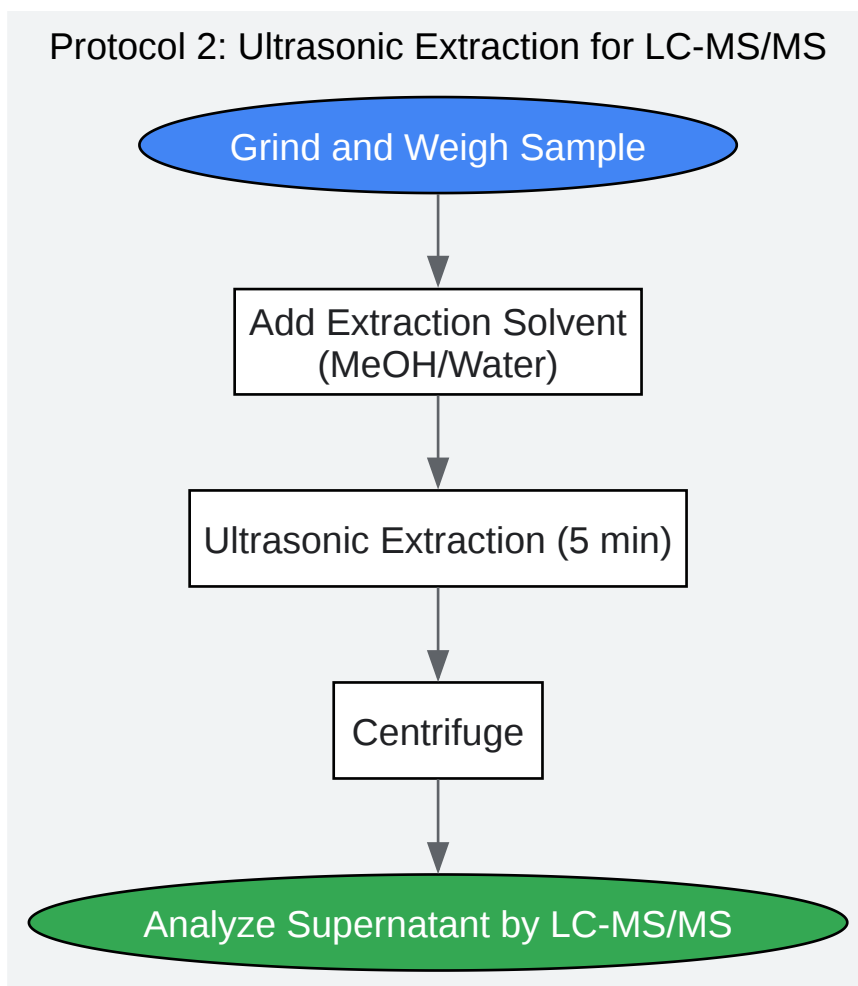 Protocol 2: Ultrasonic Extraction for LC-MS/MS
Grind and Weigh Sample
Add Extraction Solvent
(MeOH/Water)
Ultrasonic Extraction (5 min)
Centrifuge
Analyze Supernatant by LC-MS/MS